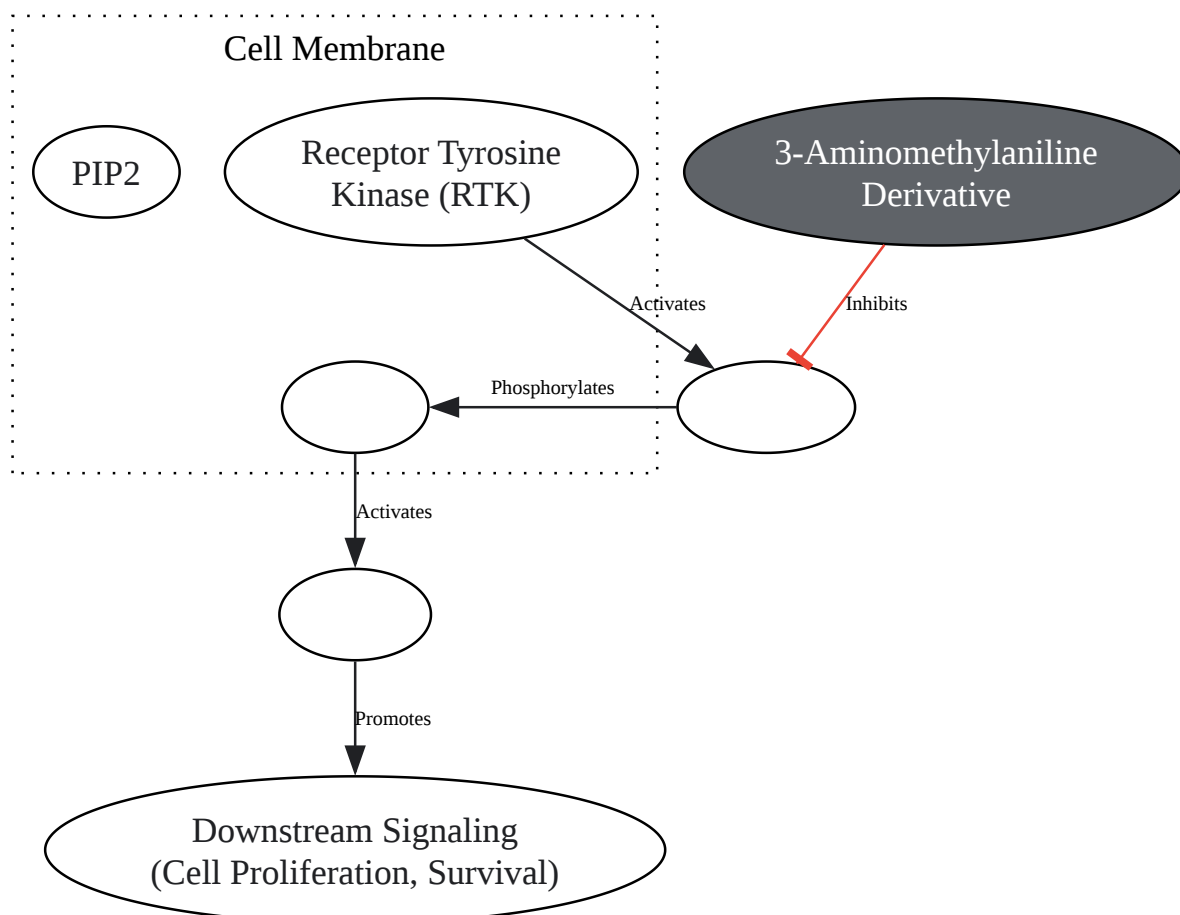 Cell Membrane
PIP2
Receptor Tyrosine
Kinase (RTK)
3-Aminomethylaniline
Derivative
Activates
Inhibits
Phosphorylates
Activates
Promotes
Downstream Signaling
(Cell Proliferation, Survival)